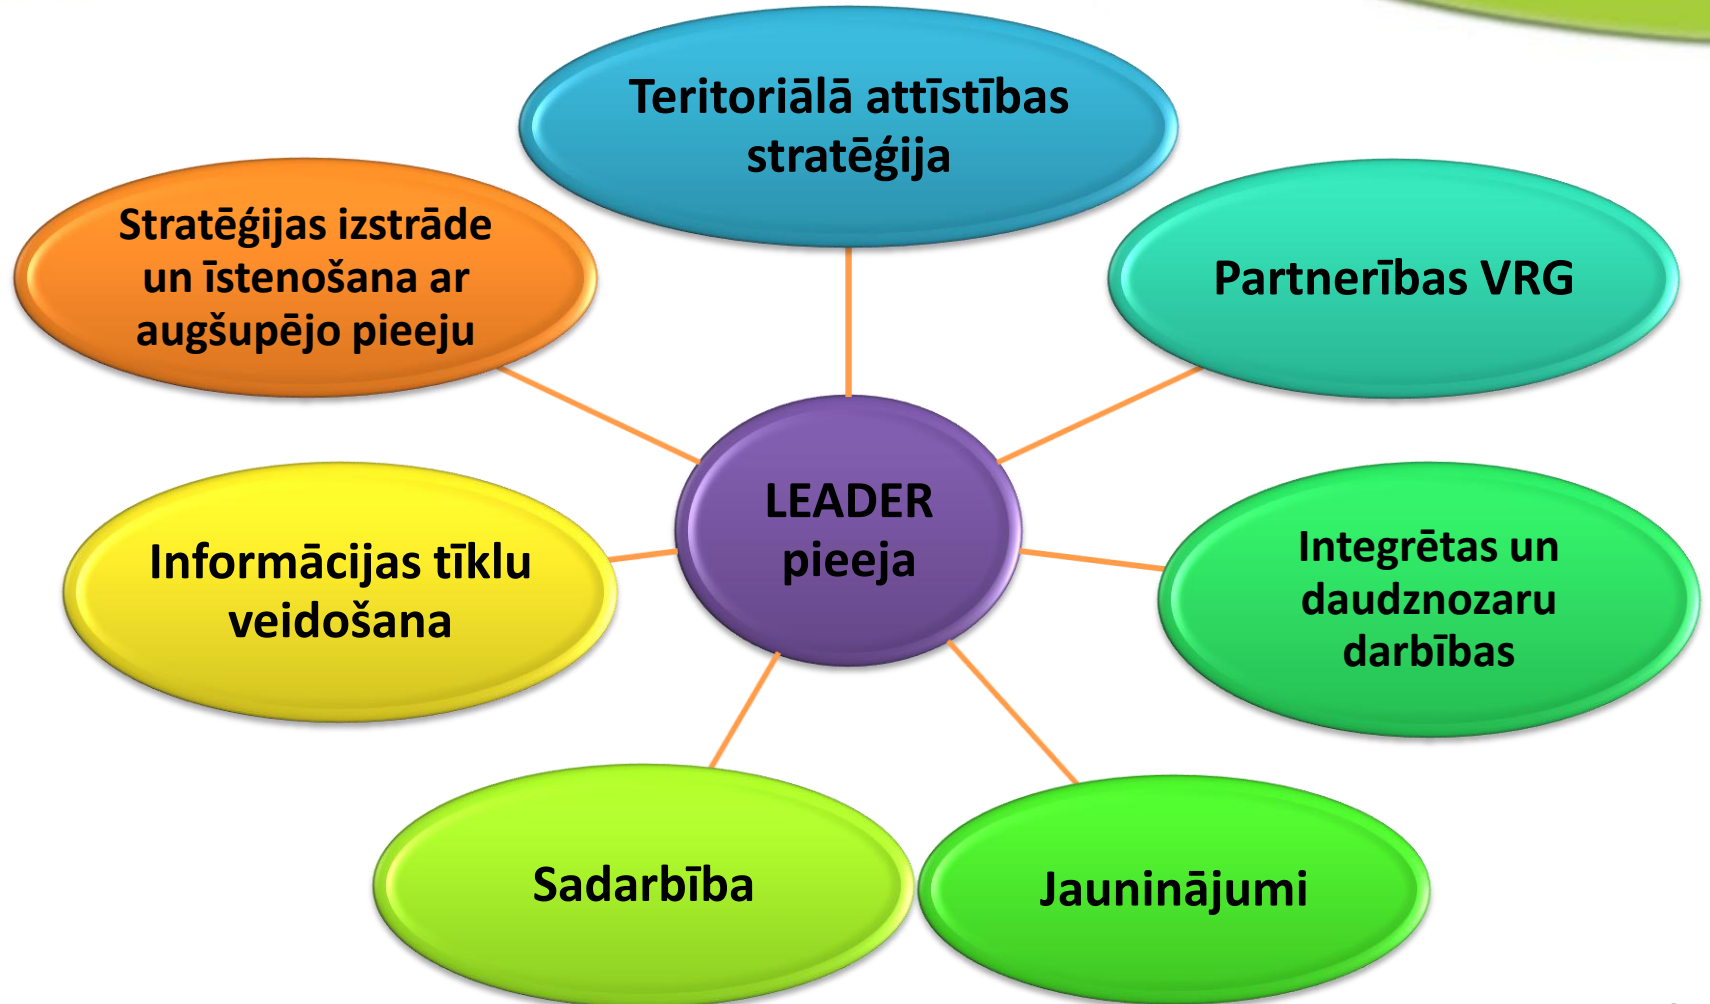 Teritoriālā attīstības
stratēģija
Stratēģijas izstrāde
un īstenošana ar
augšupējo pieeju
Partnerības VRG
LEADER
pieeja
Informācijas tīklu
veidošana
Integrētas un
daudznozaru
darbības
Sadarbība
Jauninājumi